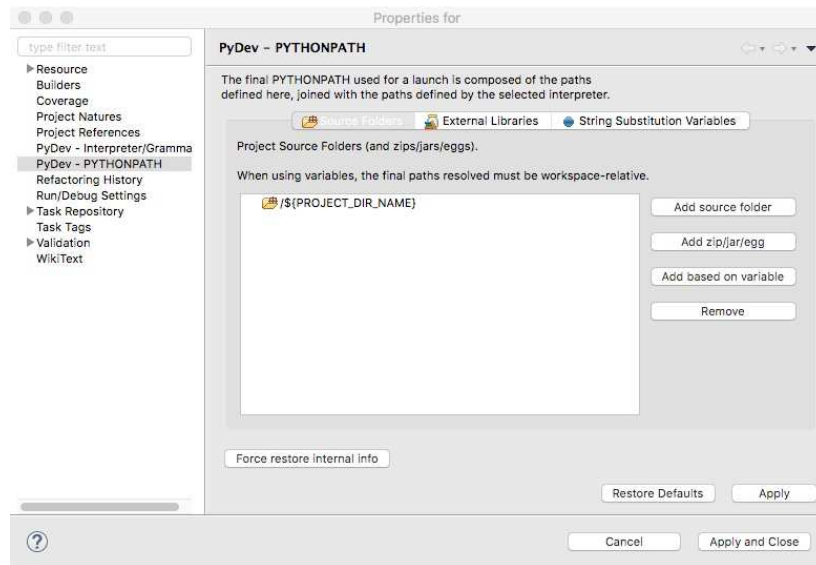 Properties for
type filter text
Resource
Builders
Coverage
Project Natures
Project References
PyDev - Interpreter/Gramma
PyDev - PYTHONPATH
Refactoring History
Run/Debug Settings
Task Repository
Task Tags
Validation
WikiText
PyDev - PYTHONPATH
The final PYTHONPATH used for a launch is composed of the paths
defined here, joined with the paths defined by the selected interpreter.
Source Folders External Libraries String Substitution Variables
Project Source Folders (and zips/jars/eggs).
When using variables, the final paths resolved must be workspace-relative.
/${PROJECT_DIR_NAME}
Add source folder
Add zip/jar/egg
Add based on variable
Remove
Force restore internal info
Restore Defaults Apply
? Cancel Apply and Close